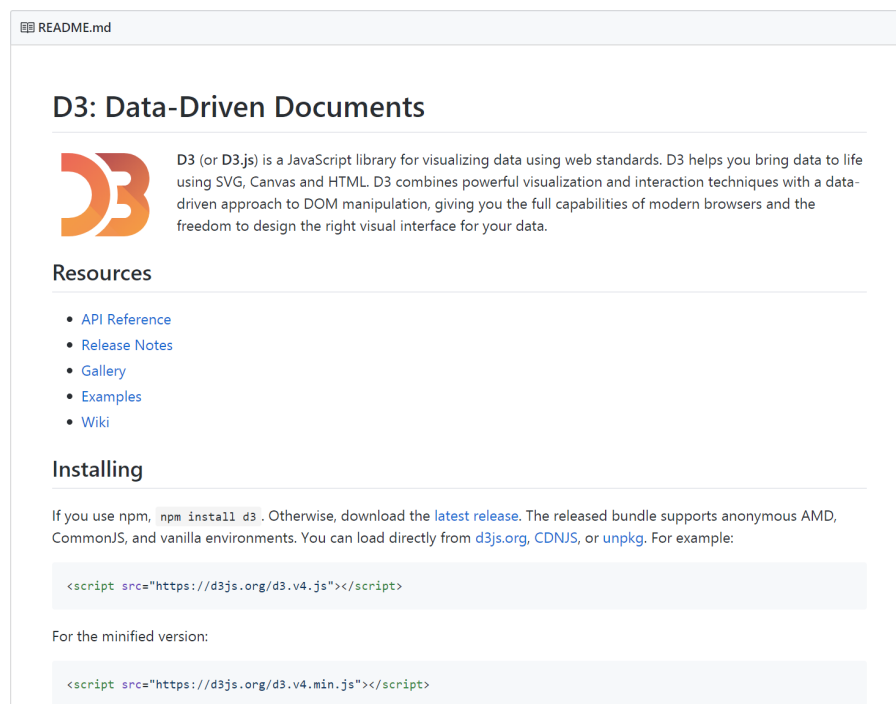 README.md
D3: Data-Driven Documents
D3 (or D3.js) is a JavaScript library for visualizing data using web standards. D3 helps you bring data to life
using SVG, Canvas and HTML. D3 combines powerful visualization and interaction techniques with a data-
driven approach to DOM manipulation, giving you the full capabilities of modern browsers and the
freedom to design the right visual interface for your data.
Resources
API Reference
Release Notes
Gallery
Examples
Wiki
Installing
If you use npm, npm install d3. Otherwise, download the latest release. The released bundle supports anonymous AMD,
CommonJS, and vanilla environments. You can load directly from d3js.org, CDNJS, or unpkg. For example:
<script src="https://d3js.org/d3.v4.js"></script>
For the minified version:
<script src="https://d3js.org/d3.v4.min.js"></script>